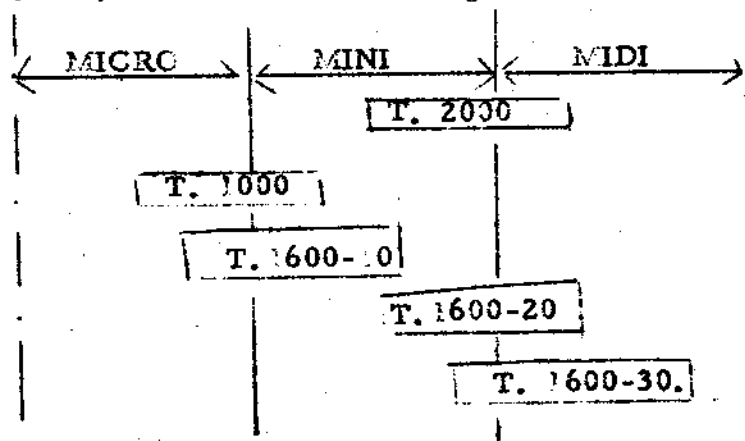 MICRO MINI MIDI
T. 2000
T. 1000
T. 1600-10
T. 1600-20
T. 1600-30.